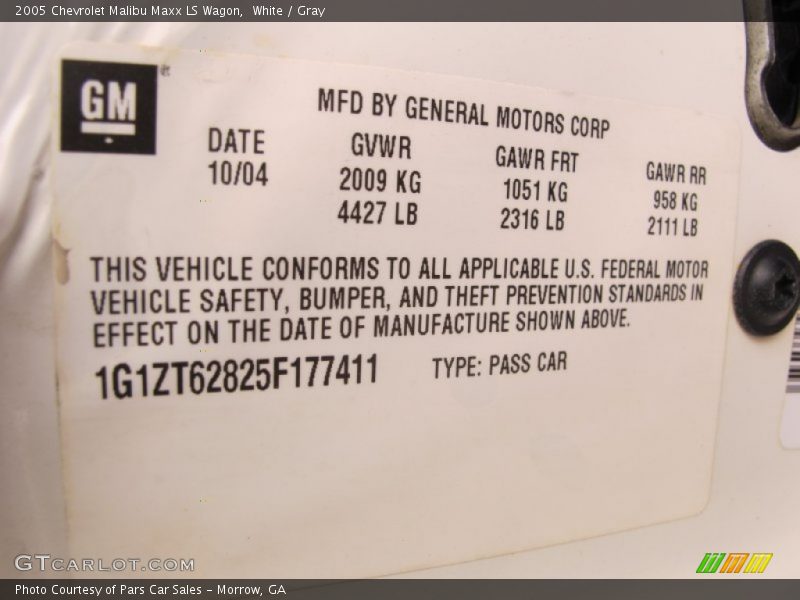 2005 Chevrolet Malibu Maxx LS Wagon, White / Gray
GM
MFD BY GENERAL MOTORS CORP
DATE GVWR GAWR FRT GAWR RR
10/04 2009 KG 1051 KG 958 KG
4427 LB 2316 LB 2111 LB
THIS VEHICLE CONFORMS TO ALL APPLICABLE U.S. FEDERAL MOTOR
VEHICLE SAFETY, BUMPER, AND THEFT PREVENTION STANDARDS IN
EFFECT ON THE DATE OF MANUFACTURE SHOWN ABOVE.
1G1ZT62825F177411 TYPE: PASS CAR
GTCARLOT.COM
Photo Courtesy of Pars Car Sales - Morrow, GA